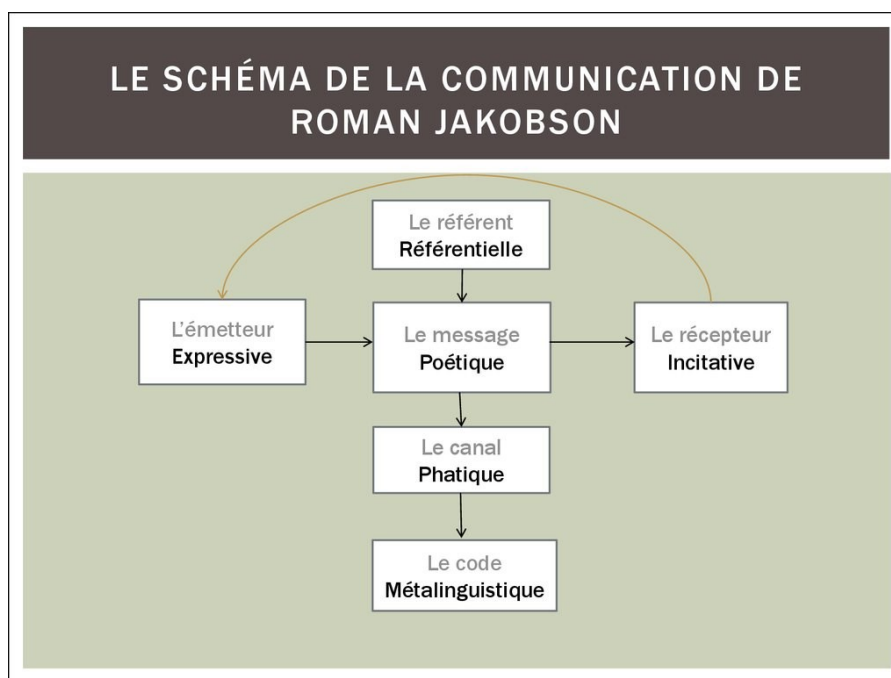 LE SCHÉMA DE LA COMMUNICATION DE
ROMAN JAKOBSON
Le référent
Référentielle
L'émetteur
Expressive
Le message
Poétique
Le récepteur
Incitative
Le canal
Phatique
Le code
Métalinguistique